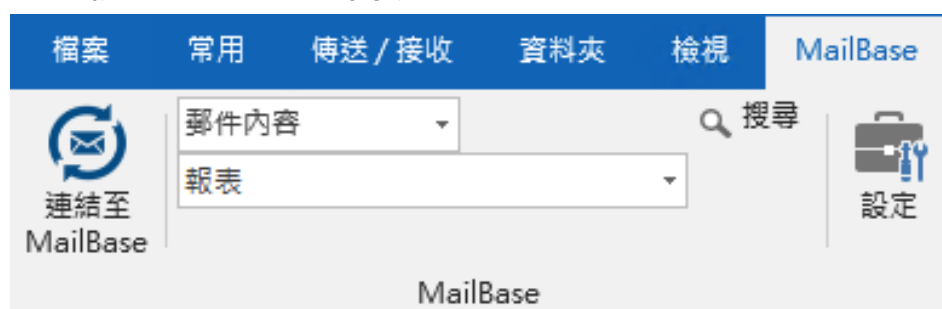 檔案 常用 傳送 / 接收 資料夾 檢視 MailBase
郵件內容 搜尋
報表
連結至
MailBase
設定
MailBase